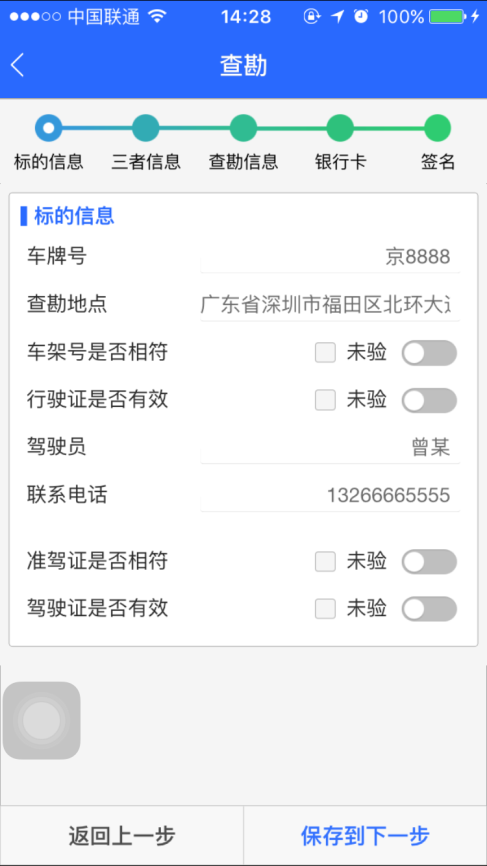 中国联通 14:28 100%
查勘
标的信息 三者信息 查勘信息 银行卡 签名
标的信息
车牌号 京8888
查勘地点 广东省深圳市福田区北环大
车架号是否相符 未验
行驶证是否有效 未验
驾驶员 曾某
联系电话 13266665555
准驾证是否相符 未验
驾驶证是否有效 未验
返回上一步 保存到下一步